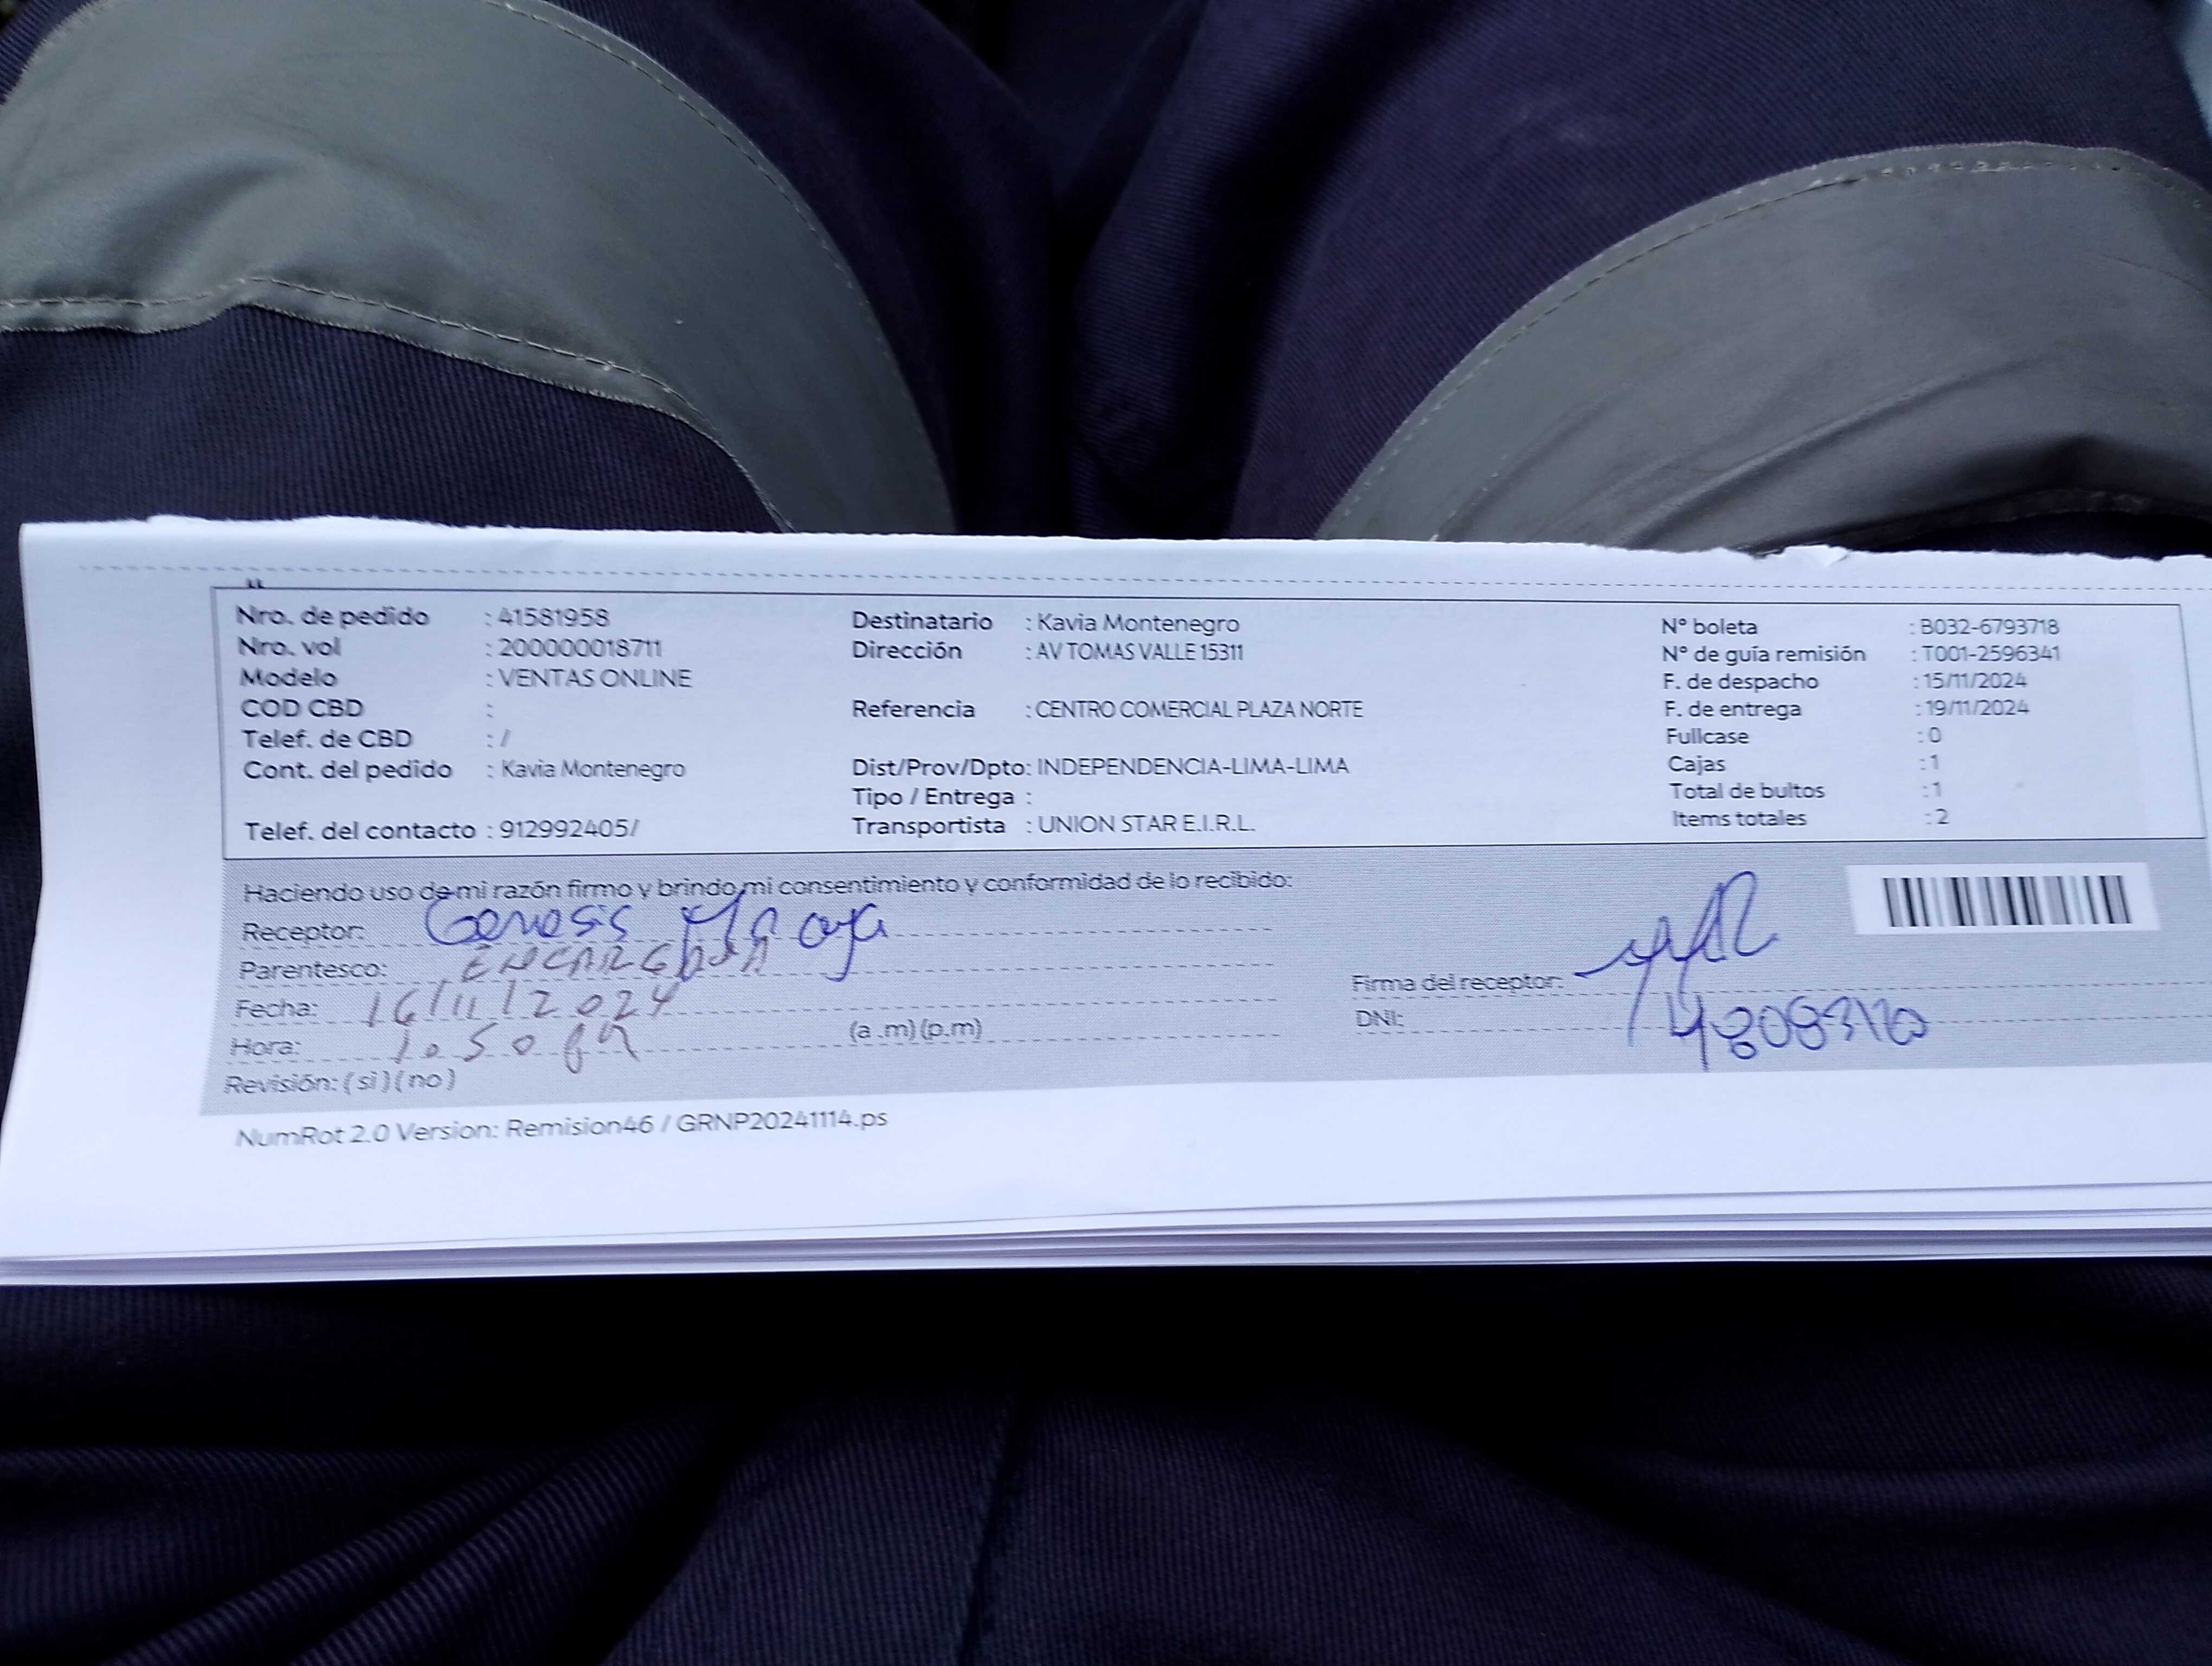 Nro. de pedido : 41581958
Nro. vol : 200000018711
Modelo : VENTAS ONLINE
COD CBD :
Telef. de CBD : /
Cont. del pedido : Kavia Montenegro
Telef. del contacto : 912992405/
Destinatario : Kavia Montenegro
Dirección : AV TOMAS VALLE 15311
Referencia : CENTRO COMERCIAL PLAZA NORTE
Dist/Prov/Dpto: INDEPENDENCIA-LIMA-LIMA
Tipo / Entrega :
Transportista : UNION STAR E.I.R.L.
N° boleta : B032-6793718
N° de guía remisión : T001-2596341
F. de despacho : 15/11/2024
F. de entrega : 19/11/2024
Fullcase : 0
Cajas : 1
Total de bultos : 1
Items totales : 2
Haciendo uso de mi razón firmo y brindo mi consentimiento y conformidad de lo recibido:
Receptor: Genesis
Parentesco: ENCARGADA
Fecha: 16/11/2024
Hora: (a .m) (p.m)
Revisión: ( si ) ( no )
Firma del receptor:
DNI:
NumRot 2.0 Version: Remision46 / GRNP20241114.ps